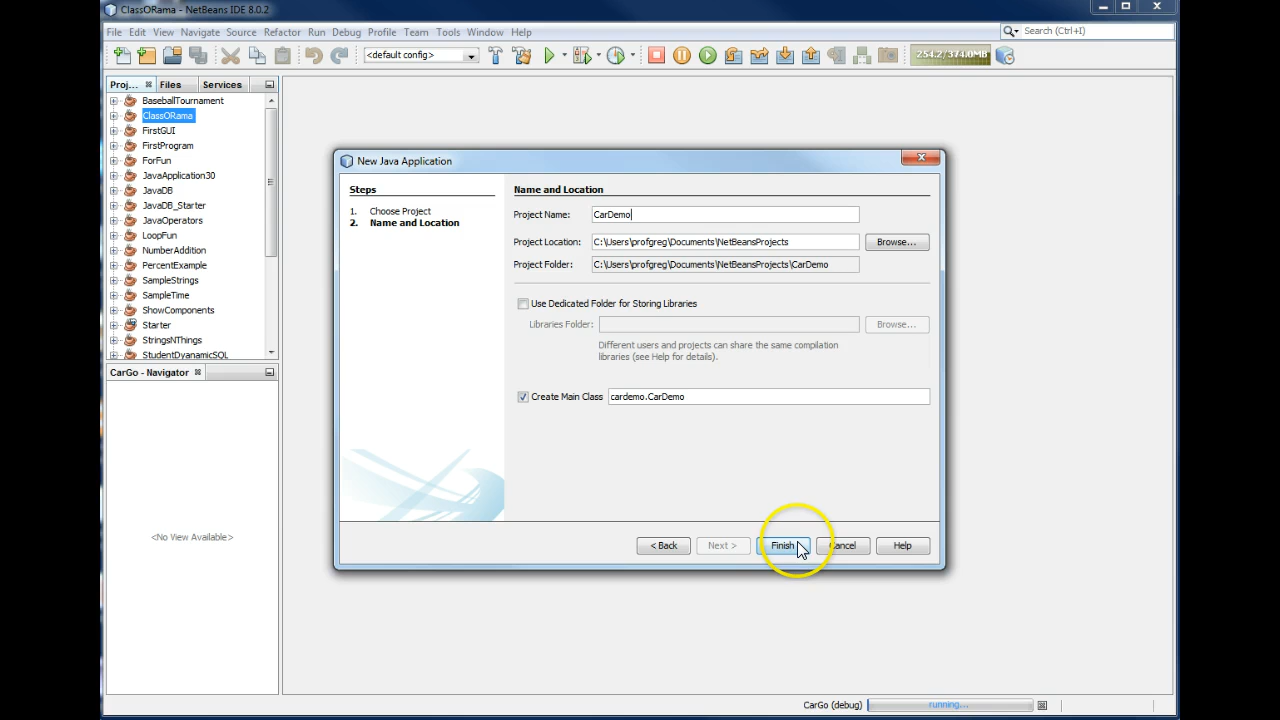 ClassORama - NetBeans IDE 8.0.2
File Edit View Navigate Source Refactor Run Debug Profile Team Tools Window Help
Search (Ctrl+I)
<default config>
254.2/374.0MB
Proj... Files Services
BaseballTournament
ClassORama
FirstGUI
FirstProgram
ForFun
JavaApplication30
JavaDB
JavaDB_Starter
JavaOperators
LoopFun
NumberAddition
PercentExample
SampleStrings
SampleTime
ShowComponents
Starter
StringsNThings
StudentDyanamicSQL
CarGo - Navigator
<No View Available>
New Java Application
Steps
1. Choose Project
2. Name and Location
Name and Location
Project Name: CarDemo
Project Location: C:\Users\profgreg\Documents\NetBeansProjects Browse...
Project Folder: C:\Users\profgreg\Documents\NetBeansProjects\CarDemo
Use Dedicated Folder for Storing Libraries
Libraries Folder: Browse...
Different users and projects can share the same compilation
libraries (see Help for details).
Create Main Class cardemo.CarDemo
< Back Next > Finish Cancel Help
CarGo (debug) running...